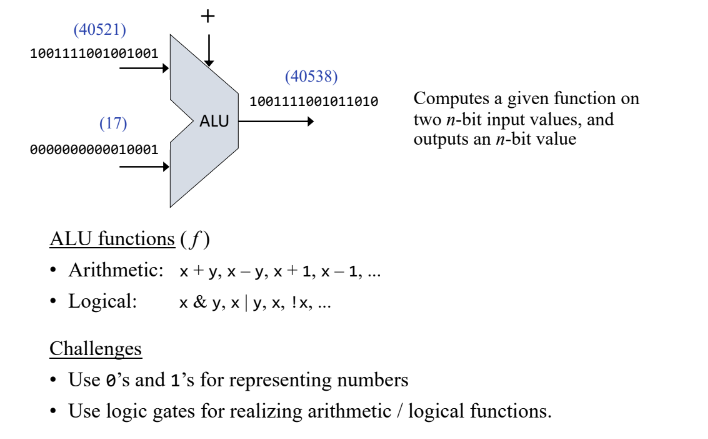 +
(40521)
1001111001001001
(40538)
1001111001011010
(17)
ALU
0000000000010001
Computes a given function on
two n-bit input values, and
outputs an n-bit value
ALU functions (f)
• Arithmetic: x + y, x – y, x + 1, x – 1, ...
• Logical: x & y, x | y, x, !x, ...
Challenges
• Use 0’s and 1’s for representing numbers
• Use logic gates for realizing arithmetic / logical functions.